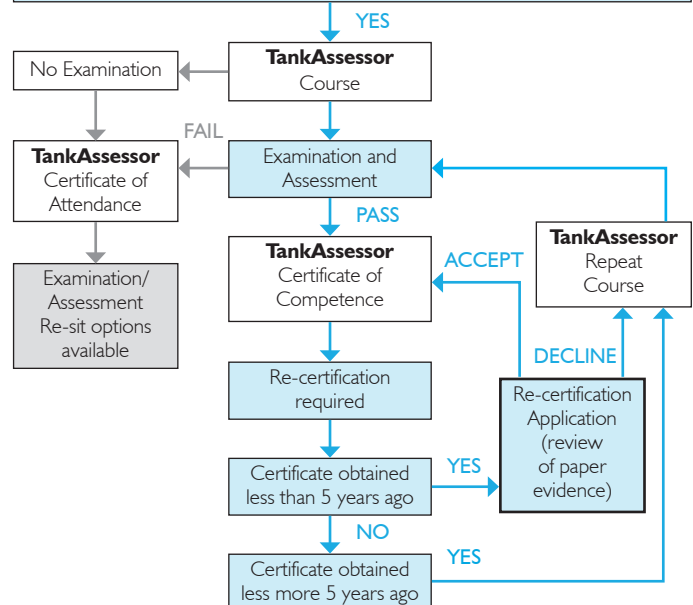 YES
No Examination
TankAssessor
Course
FAIL
TankAssessor
Certificate of
Attendance
Examination and
Assessment
PASS
Examination/
Assessment
Re-sit options
available
TankAssessor
Certificate of
Competence
ACCEPT
TankAssessor
Repeat
Course
DECLINE
Re-certification
required
Re-certification
Application
(review
of paper
evidence)
Certificate obtained
less than 5 years ago
YES
NO
Certificate obtained
less more 5 years ago
YES